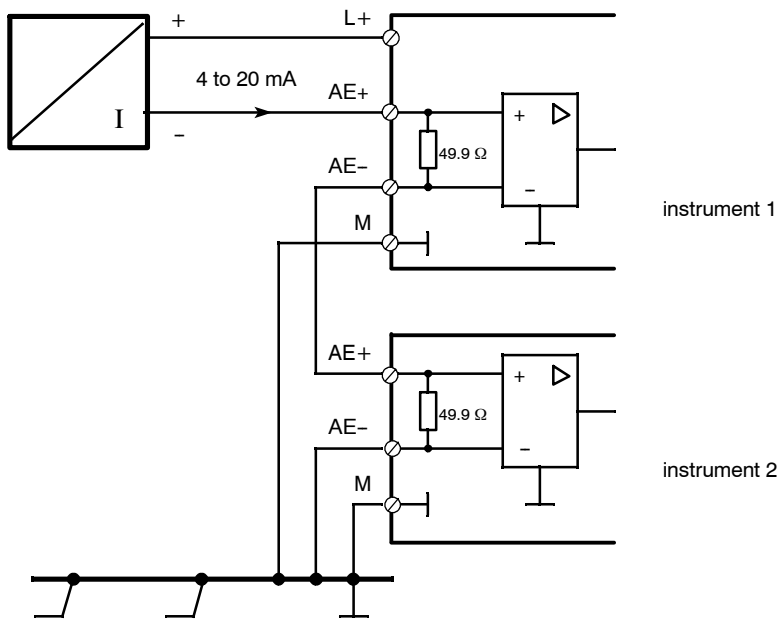 +
L+
4 to 20 mA
I
–
AE+
+
49.9 Ω
AE–
–
M
instrument 1
AE+
+
49.9 Ω
AE–
–
M
instrument 2